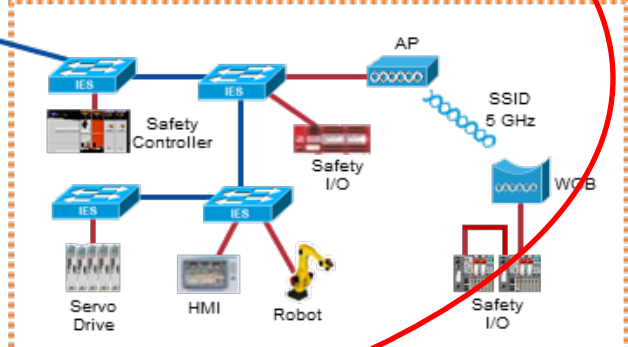 AP
IES
IES
SSID
5 GHz
Safety
Controller
Safety
I/O
WGB
IES
IES
Servo
Drive
HMI
Robot
Safety
I/O